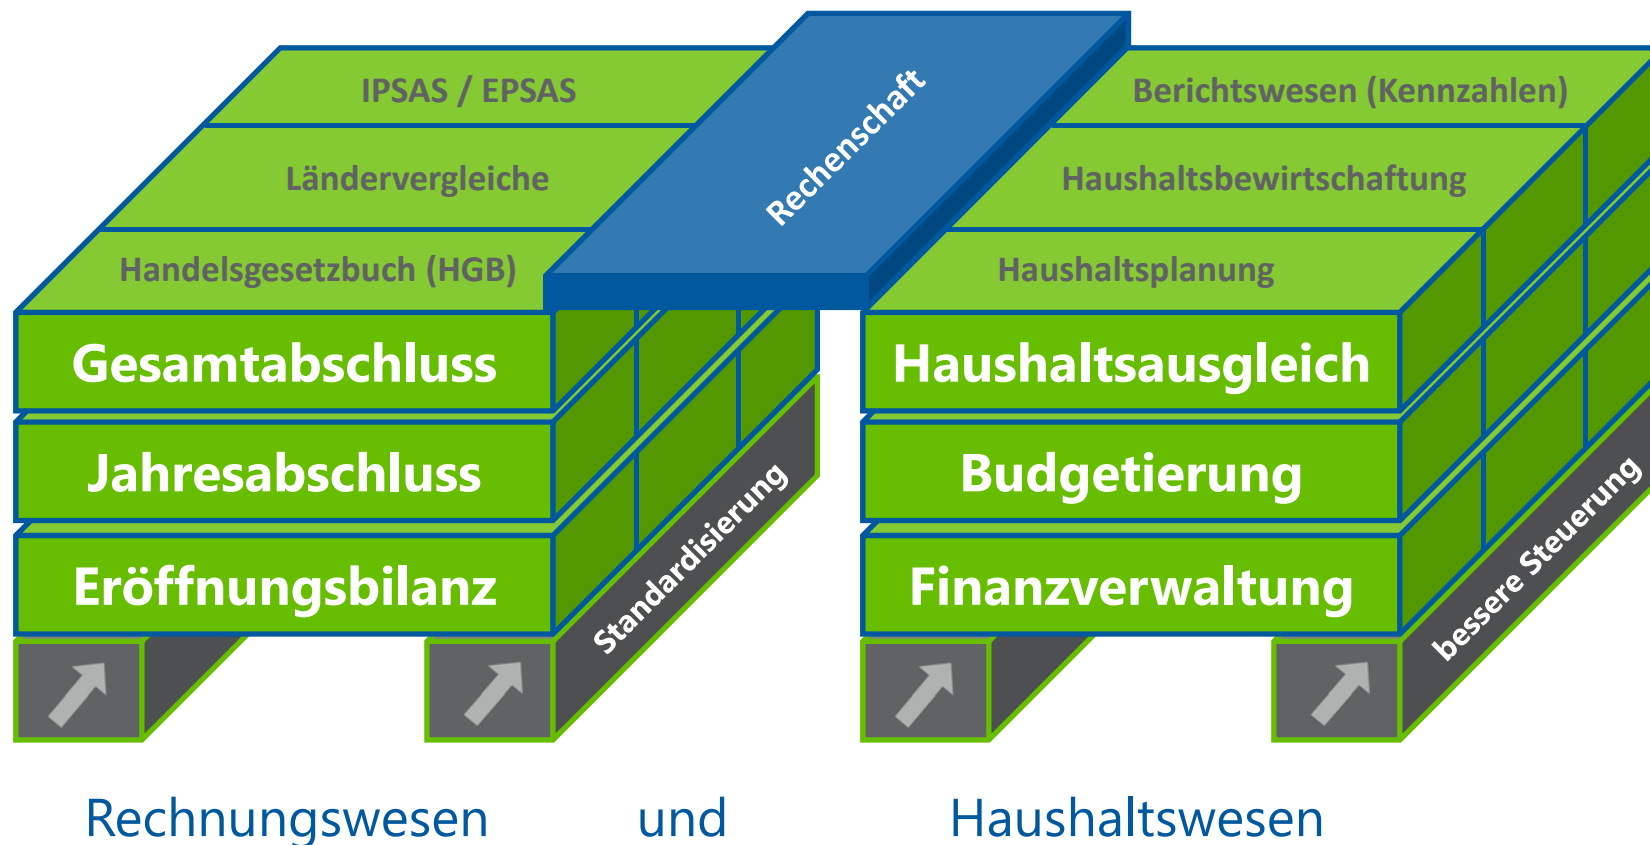 IPSAS / EPSAS
Ländervergleiche
Handelsgesetzbuch (HGB)
Rechenschaft
Berichtswesen (Kennzahlen)
Haushaltsbewirtschaftung
Haushaltsplanung
Gesamtabschluss
Jahresabschluss
Eröffnungsbilanz
Standardisierung
Haushaltsausgleich
Budgetierung
Finanzverwaltung
bessere Steuerung
Rechnungswesen und Haushaltswesen